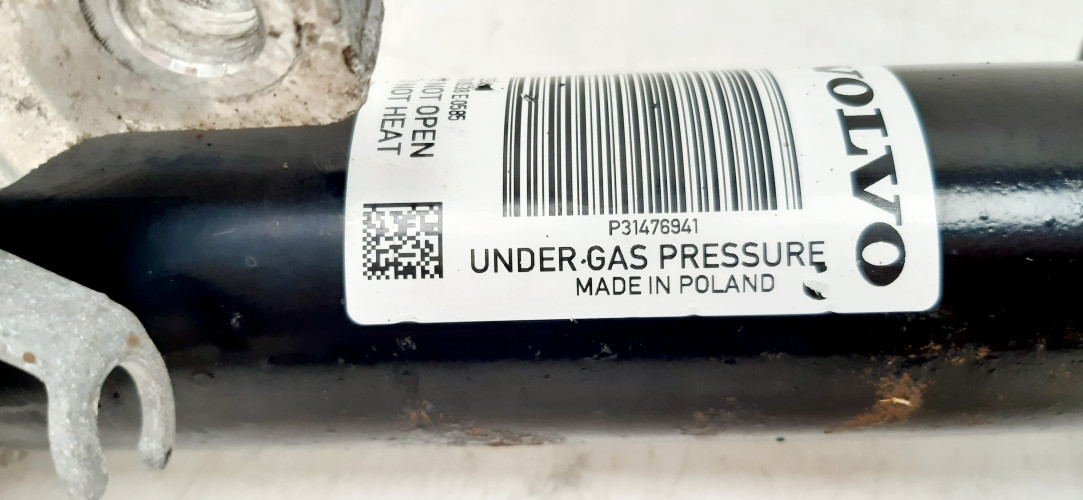 VOLVO
P31476941
UNDER GAS PRESSURE
MADE IN POLAND
NOT OPEN
NOT HEAT